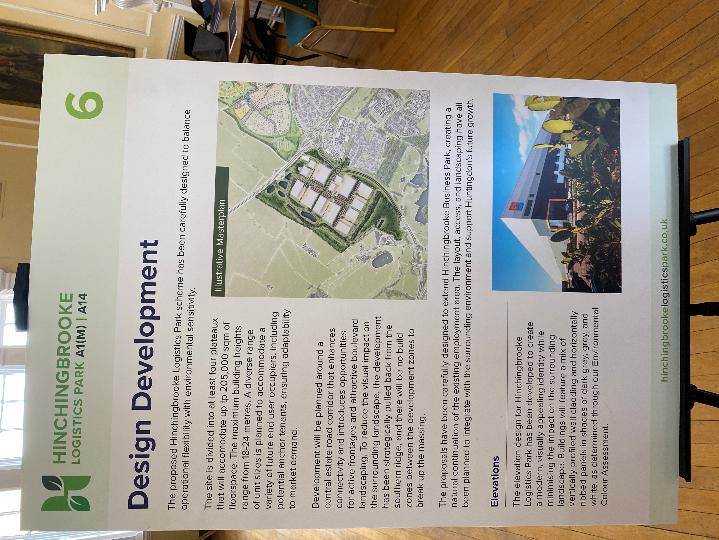 HINCHINGBROOKE
LOGISTICS PARK A1(M) | A14
6
Design Development
The proposed Hinchingbrooke Logistics Park scheme has been carefully designed to balance
operational flexibility with environmental sensitivity.
The site is divided into at least four plateaux
that will accomodate up to 205,000 sqm of
floorspace. The maximum building heights
range from 18-24 metres. A diverse range
of unit sizes is planned to accommodate a
variety of future end user occupiers, including
potential anchor tenants, ensuring adaptability
to market demand.
Illustrative Masterplan
Development will be planned around a
central estate road corridor that enhances
connectivity and introduces opportunities
for active frontages and attractive boulevard
landscaping. To reduce the visual impact on
the surrounding landscape, the development
has been strategically pulled back from the
southern ridge, and there will be no build
zones between the development zones to
break up the massing.
The proposals have been carefully designed to extend Hinchingbrooke Business Park, creating a
natural continuation of the existing employment area. The layout, access, and landscaping have all
been planned to integrate with the surrounding environment and support Huntingdon's future growth.
Elevations
The elevation design for Hinchingbrooke
Logistics Park has been developed to create
a modern, visually appealing identity while
minimising the impact on the surrounding
landscape. Buildings will feature a mix of
vertically profiled wall cladding and horizontally
ribbed panels in shades of dark grey, grey, and
white, as determined through our Environmental
Colour Assessment.
hinchingbrookelogisticspark.co.uk